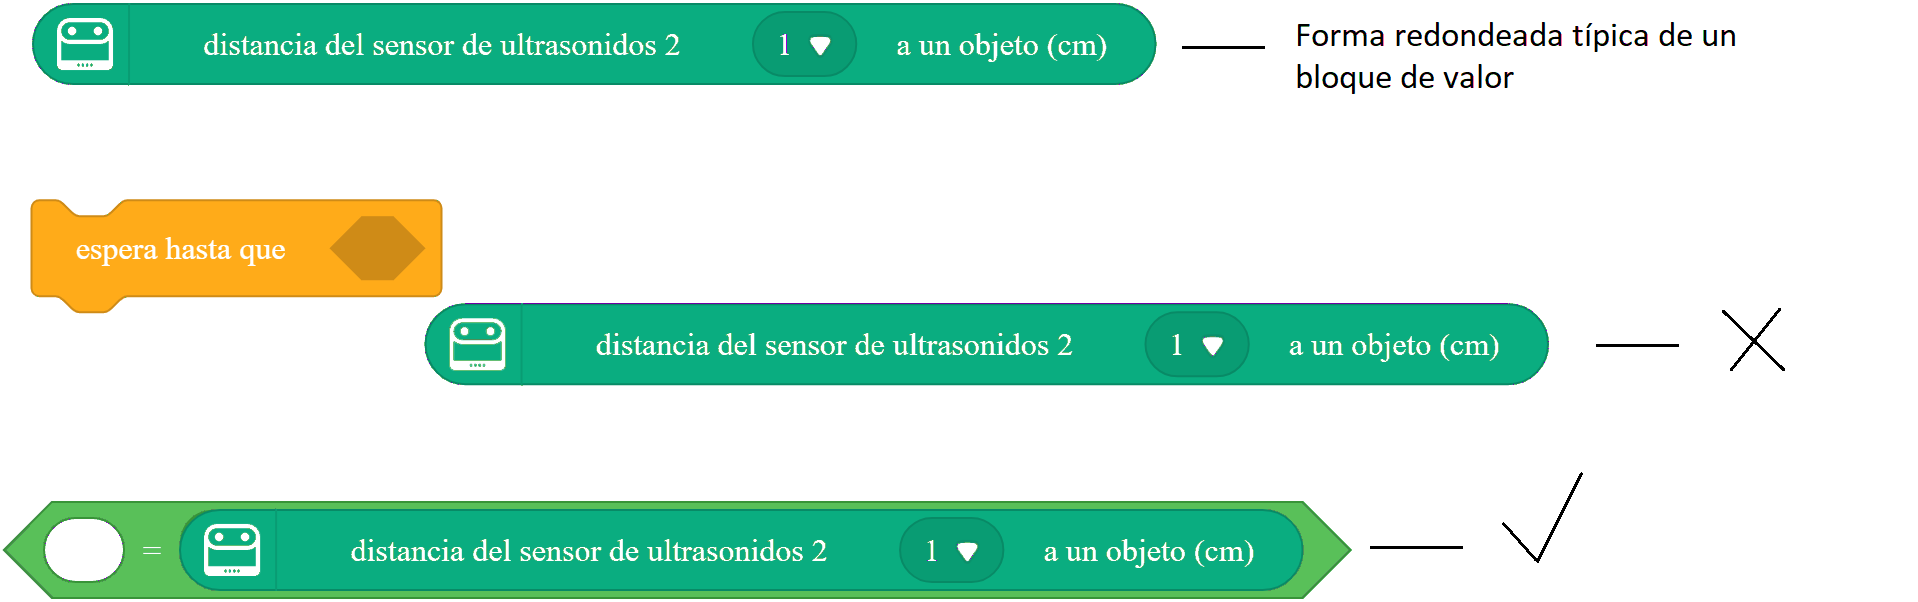 distancia del sensor de ultrasonidos 2 1 a un objeto (cm)
Forma redondeada típica de un
bloque de valor
espera hasta que
distancia del sensor de ultrasonidos 2 1 a un objeto (cm)
= distancia del sensor de ultrasonidos 2 1 a un objeto (cm)